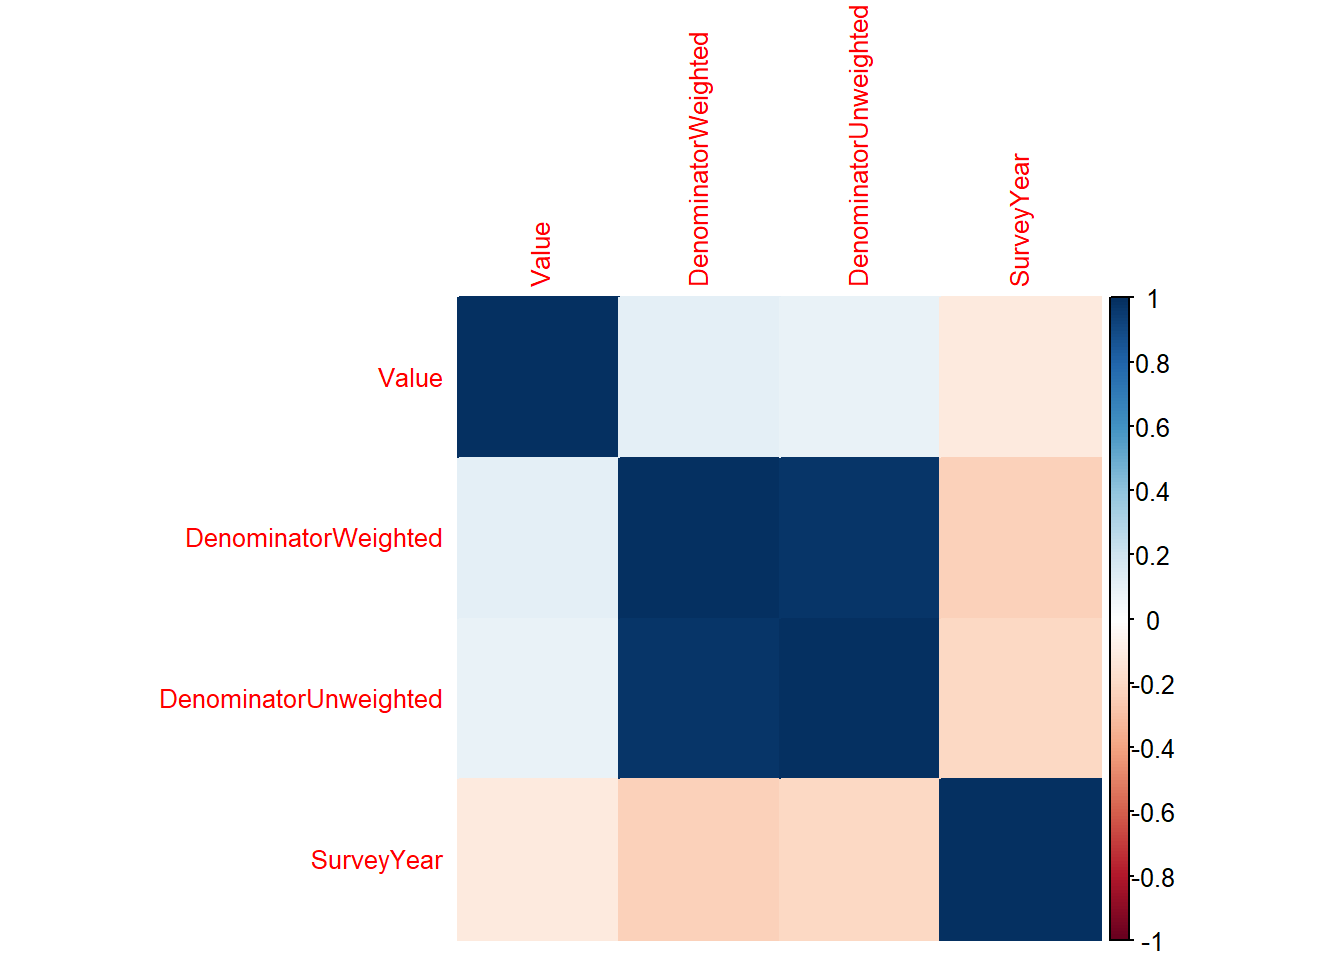 Value
DenominatorWeighted
DenominatorUnweighted
SurveyYear
Value
DenominatorWeighted
DenominatorUnweighted
SurveyYear
1
0.8
0.6
0.4
0.2
0
-0.2
-0.4
-0.6
-0.8
-1